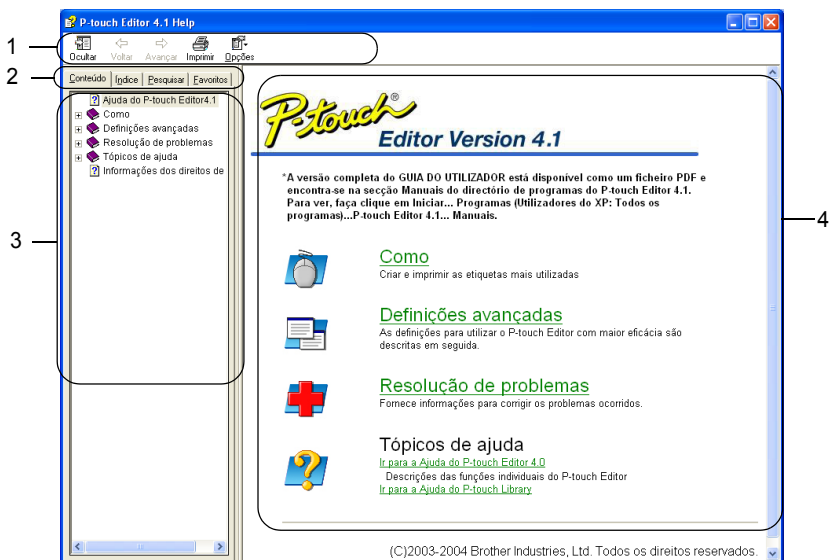 P-touch Editor 4.1 Help
1
Ocultar Voltar Avançar Imprimir Opções
2
Conteúdo Índice Pesquisar Favoritos
3
Ajuda do P-touch Editor4.1
Como
Definições avançadas
Resolução de problemas
Tópicos de ajuda
Informações dos direitos de
4
P-touch®
Editor Version 4.1
*A versão completa do GUIA DO UTILIZADOR está disponível como um ficheiro PDF e
encontra-se na secção Manuais do directório de programas do P-touch Editor 4.1.
Para ver, faça clique em Iniciar... Programas (Utilizadores do XP: Todos os
programas)...P-touch Editor 4.1... Manuais.
Como
Criar e imprimir as etiquetas mais utilizadas
Definições avançadas
As definições para utilizar o P-touch Editor com maior eficácia são
descritas em seguida.
Resolução de problemas
Fornece informações para corrigir os problemas ocorridos.
Tópicos de ajuda
Ir para a Ajuda do P-touch Editor 4.0
Descrições das funções individuais do P-touch Editor
Ir para a Ajuda do P-touch Library
(C)2003-2004 Brother Industries, Ltd. Todos os direitos reservados.